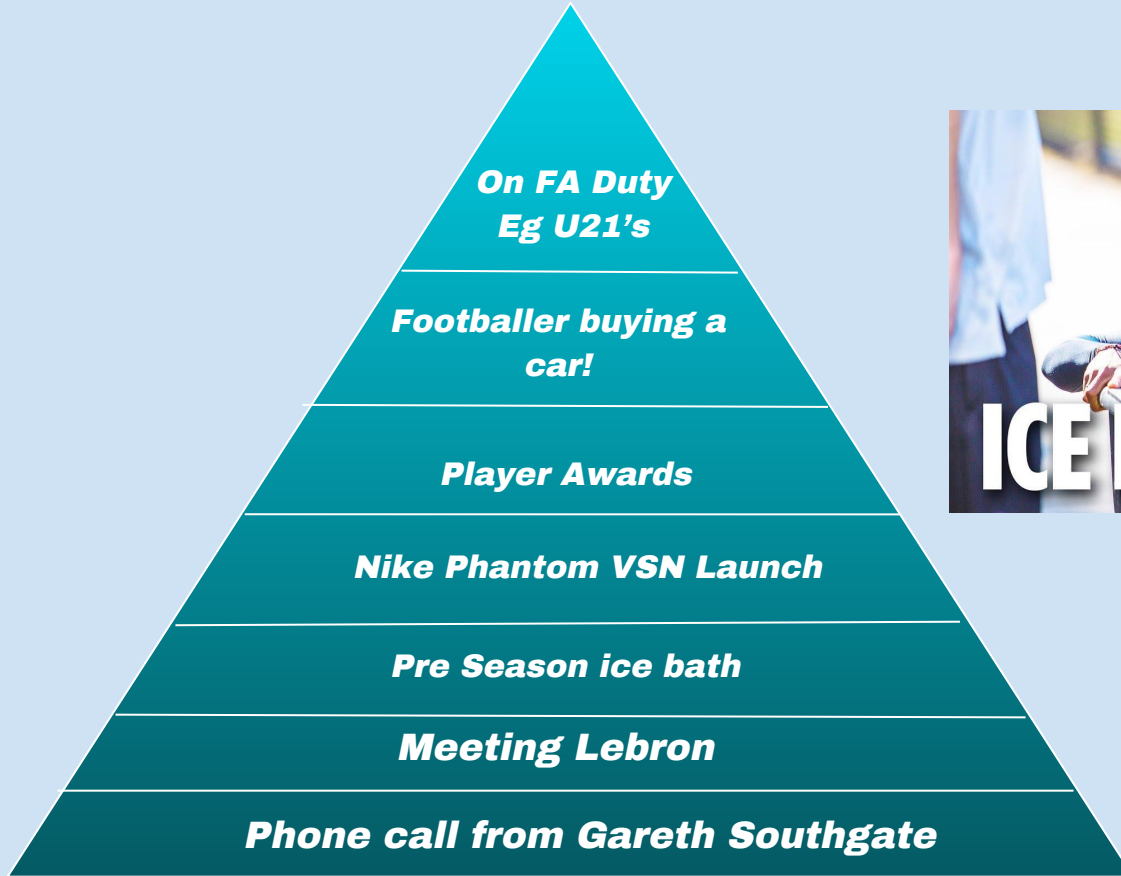 On FA Duty
Eg U21’s
Footballer buying a
car!
Player Awards
ICE
Nike Phantom VSN Launch
Pre Season ice bath
Meeting Lebron
Phone call from Gareth Southgate